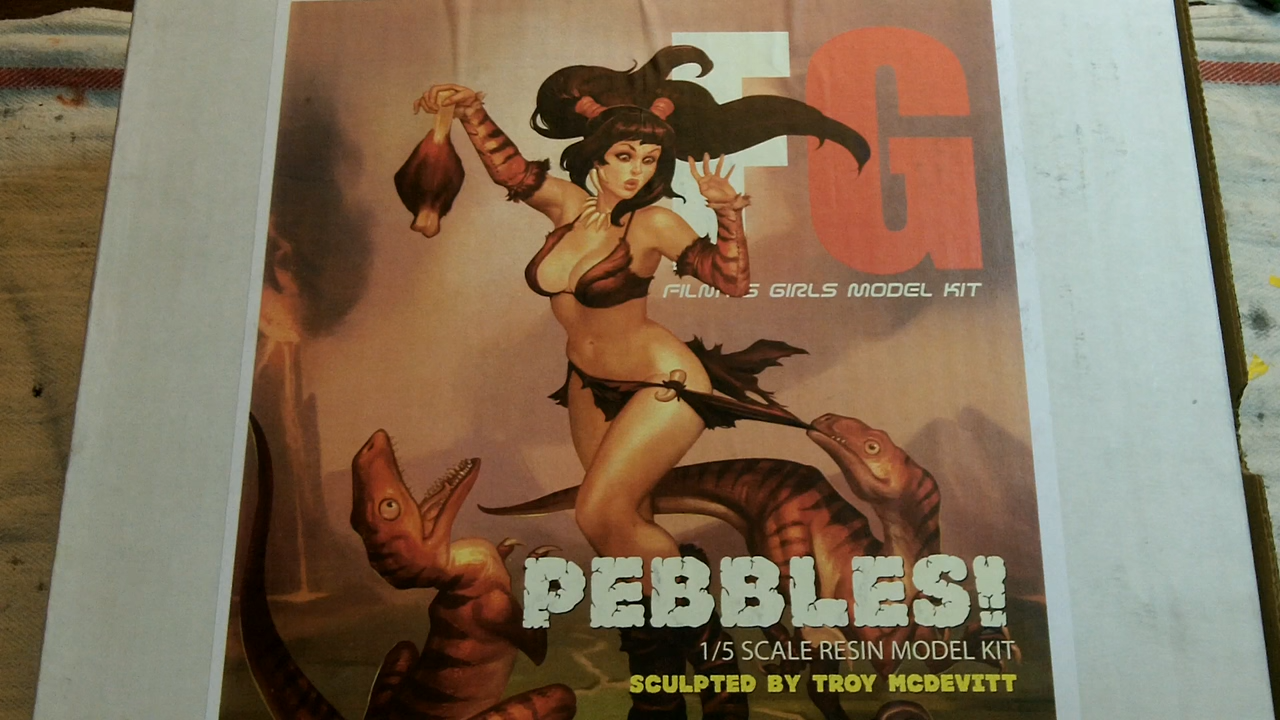 FG
GIRLS MODEL KIT
PEBBLES!
1/5 SCALE RESIN MODEL KIT
SCULPTED BY TROY MCDEVITT